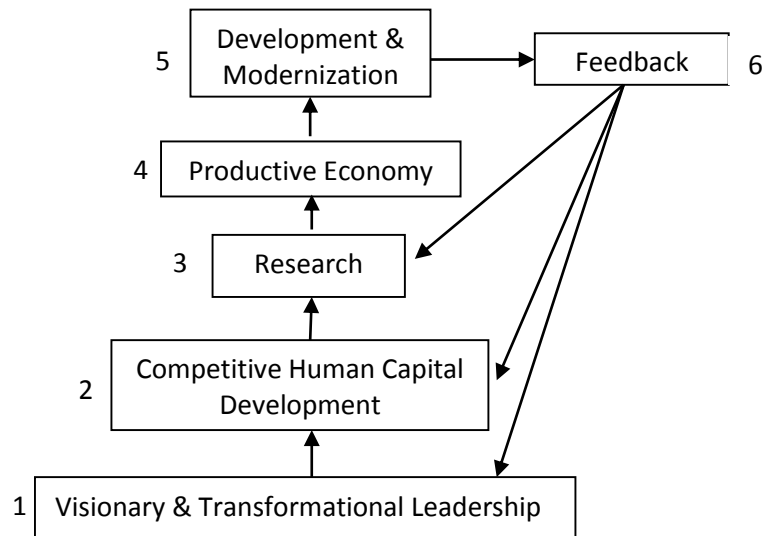 5
Development &
Modernization
Feedback
6
4
Productive Economy
3
Research
2
Competitive Human Capital
Development
1
Visionary & Transformational Leadership